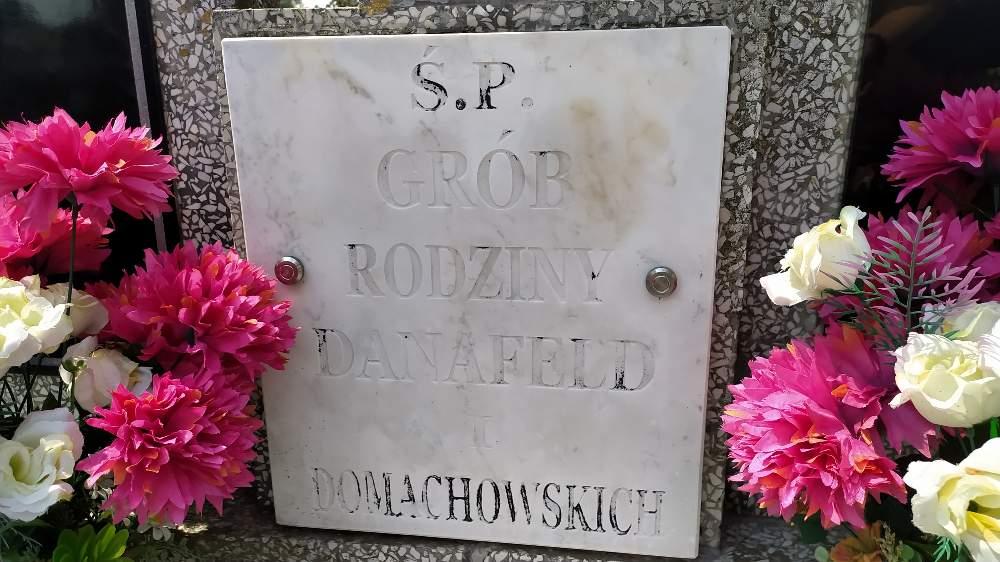 Ś.P.
GRÓB
RODZINY
DANAFELD
I
DOMACHOWSKICH